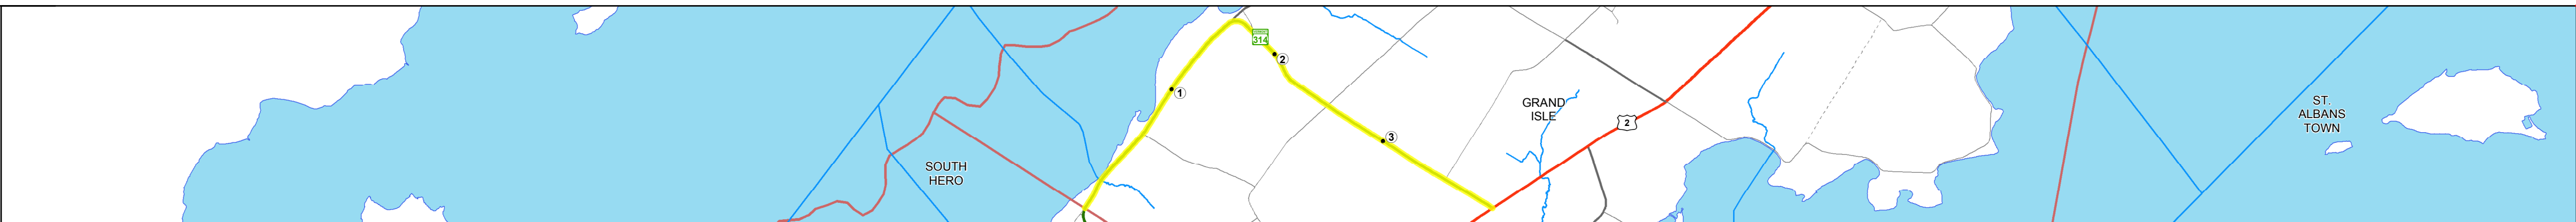 314
2
1
GRAND
ISLE
2
3
SOUTH
HERO
ST.
ALBANS
TOWN